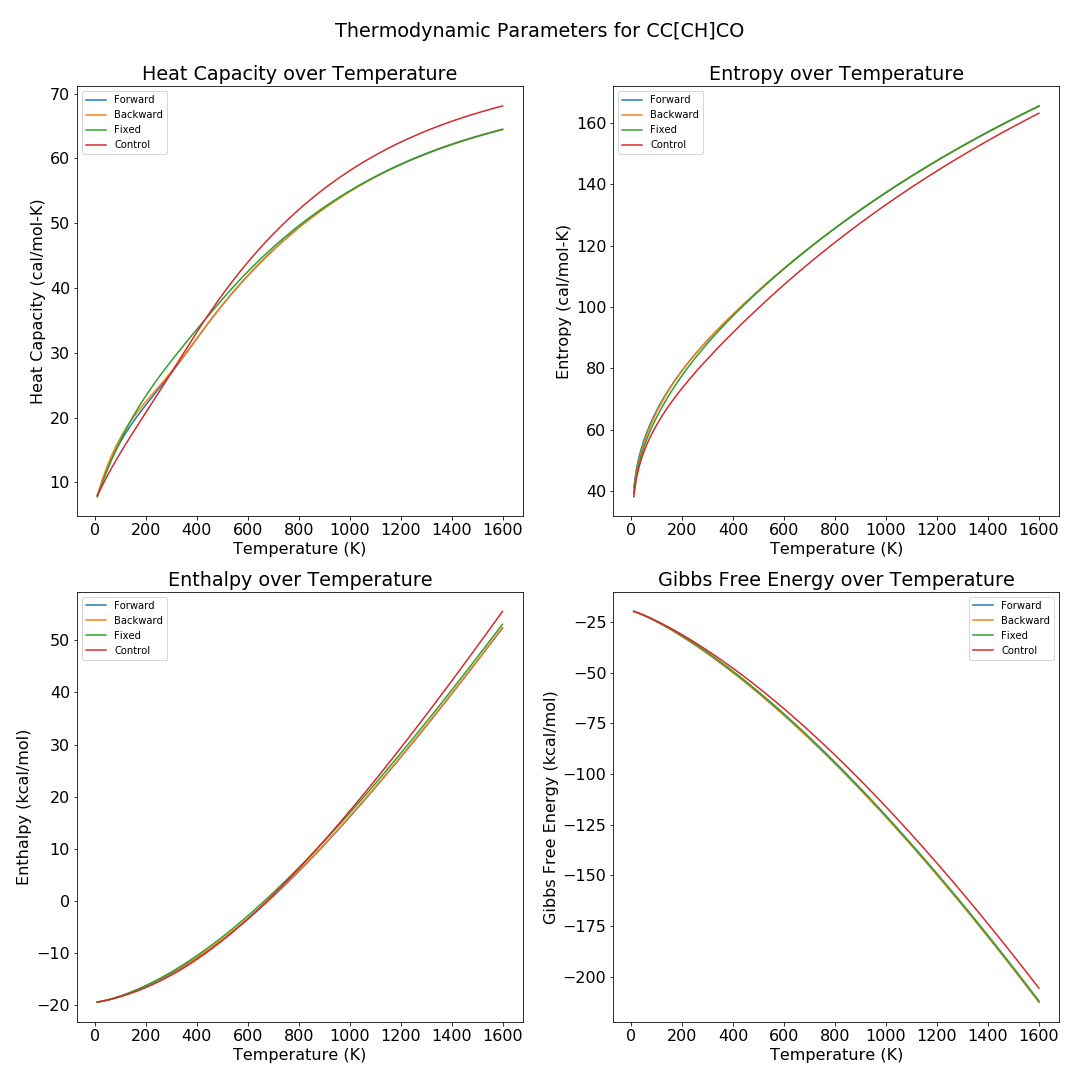 Thermodynamic Parameters for CC[CH]CO
Heat Capacity over Temperature
Heat Capacity (cal/mol-K)
70
60
50
40
30
20
10
Forward
Backward
Fixed
Control
0 200 400 600 800 1000 1200 1400 1600
Temperature (K)
Entropy over Temperature
Entropy (cal/mol-K)
160
140
120
100
80
60
40
Forward
Backward
Fixed
Control
0 200 400 600 800 1000 1200 1400 1600
Temperature (K)
Enthalpy over Temperature
Enthalpy (kcal/mol)
50
40
30
20
10
0
−10
−20
Forward
Backward
Fixed
Control
0 200 400 600 800 1000 1200 1400 1600
Temperature (K)
Gibbs Free Energy over Temperature
Gibbs Free Energy (kcal/mol)
−25
−50
−75
−100
−125
−150
−175
−200
Forward
Backward
Fixed
Control
0 200 400 600 800 1000 1200 1400 1600
Temperature (K)